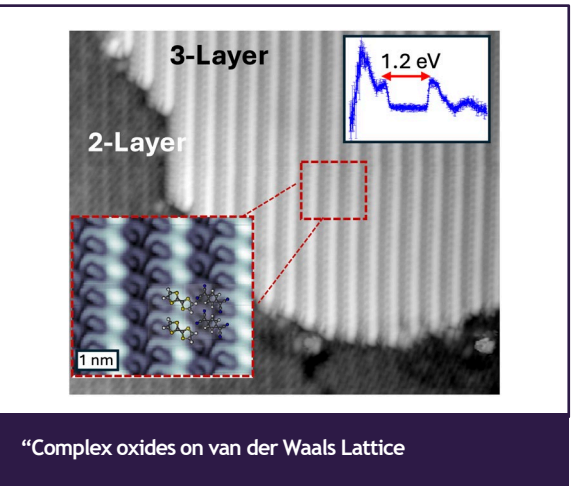 3-Layer
1.2 eV
2-Layer
1 nm
“Complex oxides on van der Waals Lattice